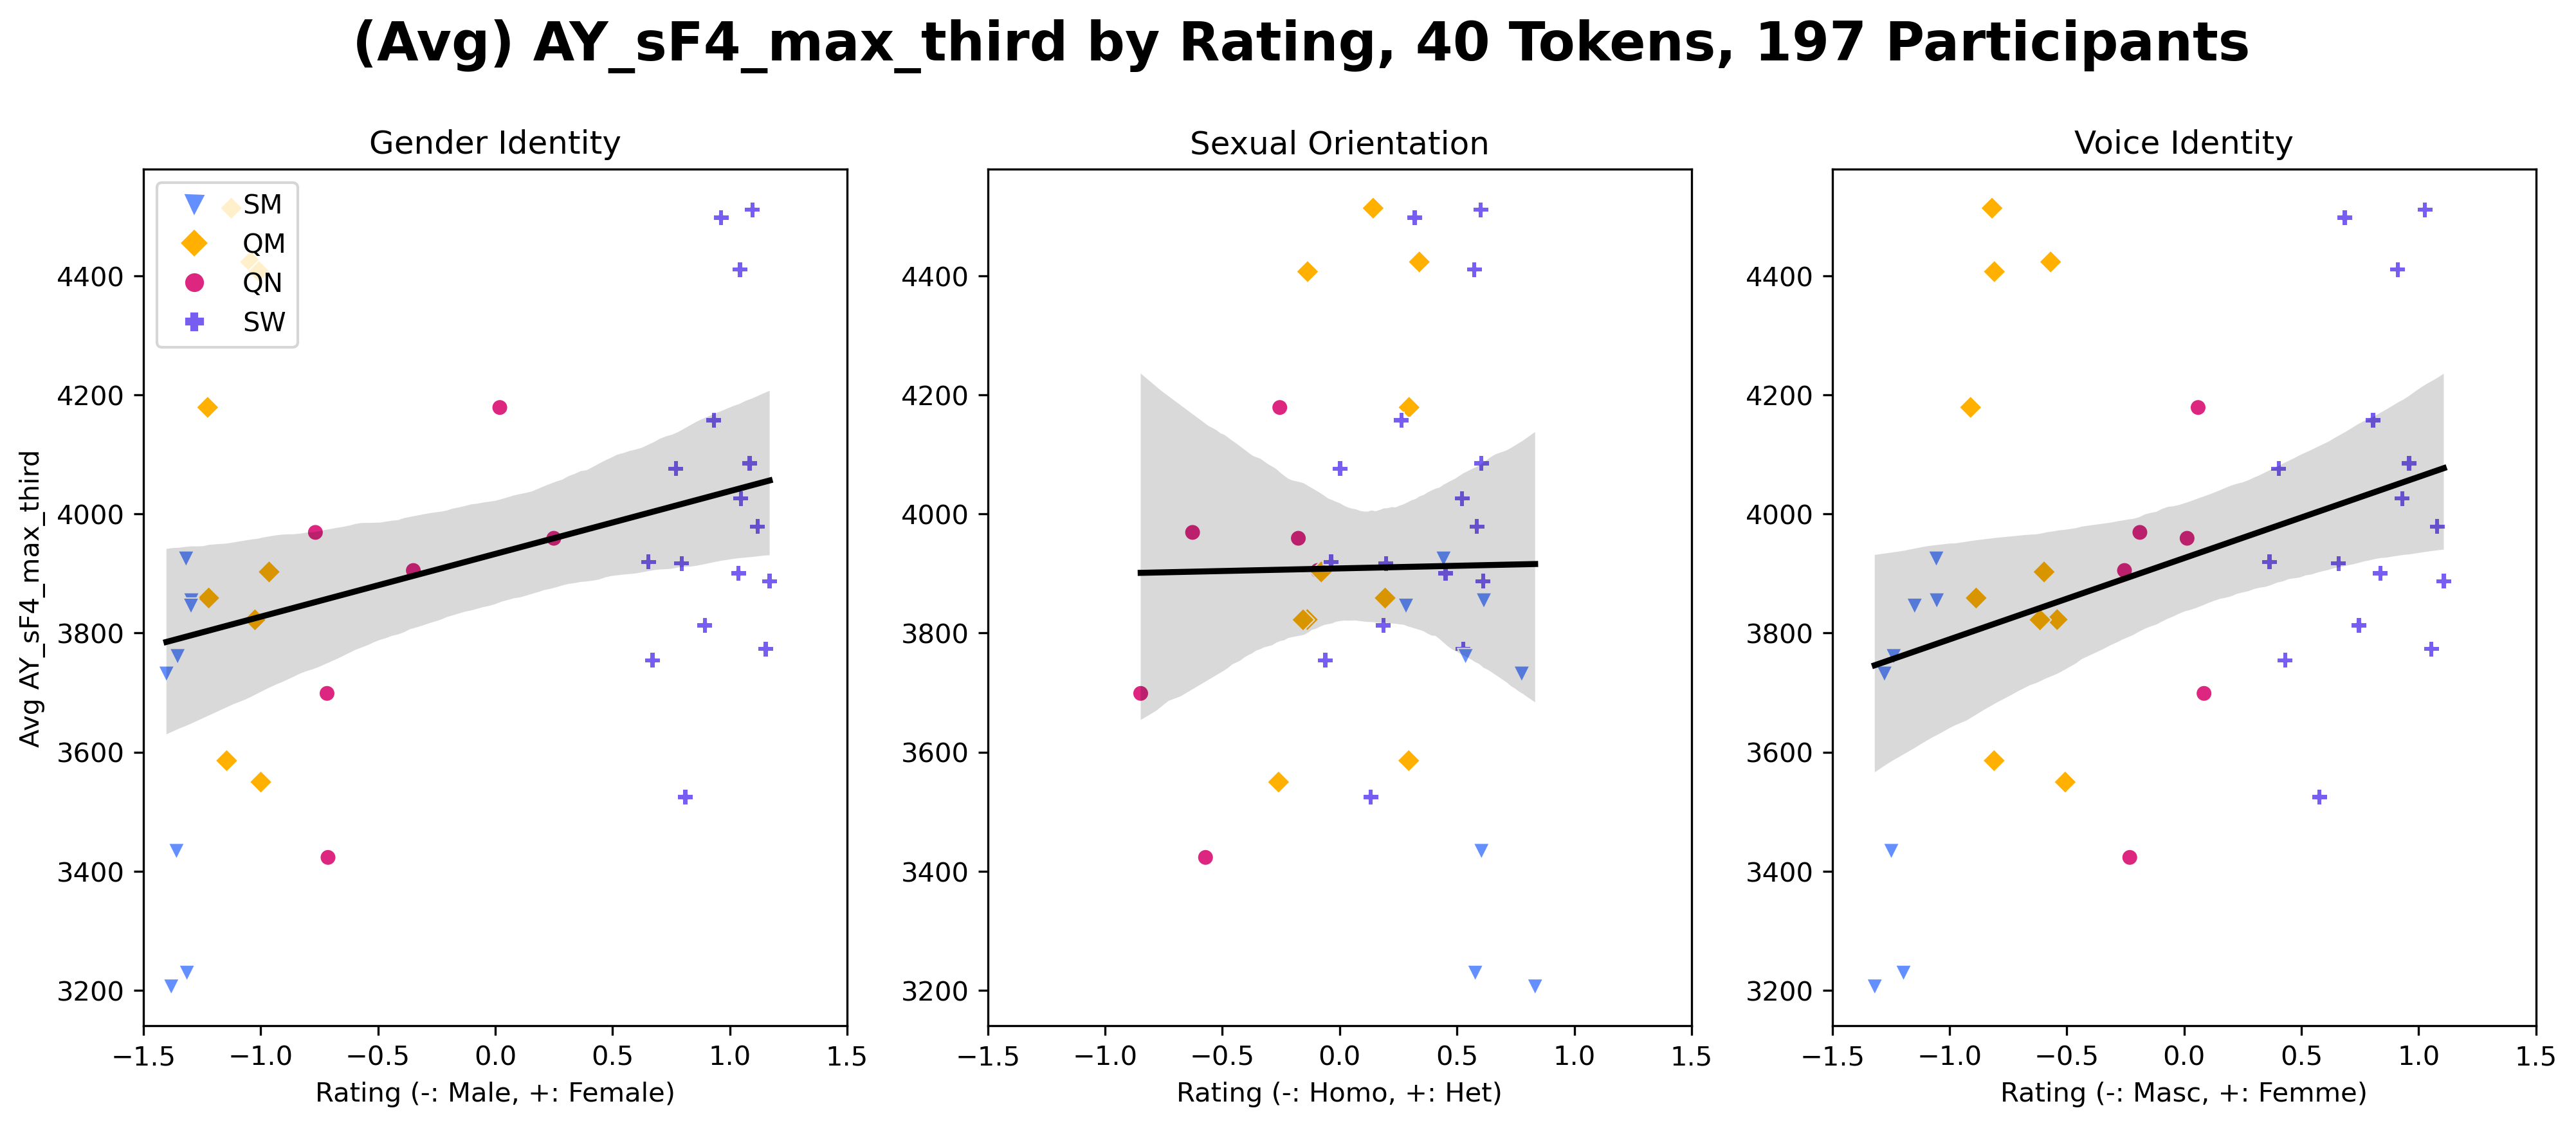 (Avg) AY_sF4_max_third by Rating, 40 Tokens, 197 Participants
Gender Identity
Sexual Orientation
Voice Identity
SM
QM
QN
SW
Avg AY_sF4_max_third
4400
4200
4000
3800
3600
3400
3200
−1.5 −1.0 −0.5 0.0 0.5 1.0 1.5
Rating (-: Male, +: Female)
4400
4200
4000
3800
3600
3400
3200
−1.5 −1.0 −0.5 0.0 0.5 1.0 1.5
Rating (-: Homo, +: Het)
4400
4200
4000
3800
3600
3400
3200
−1.5 −1.0 −0.5 0.0 0.5 1.0 1.5
Rating (-: Masc, +: Femme)